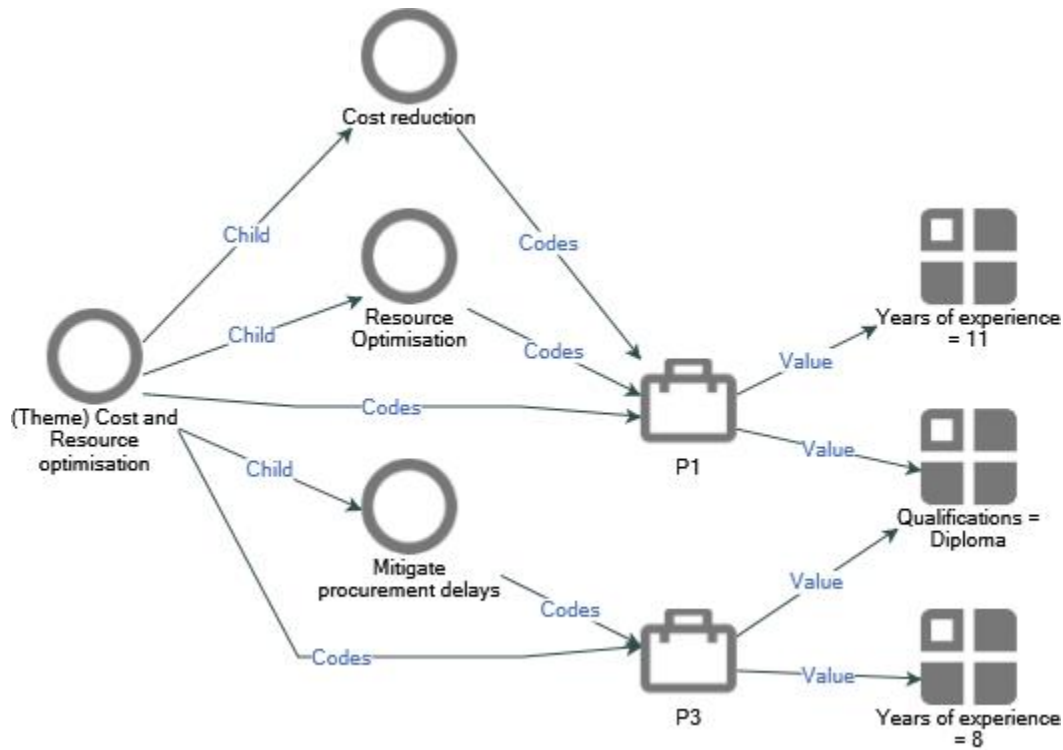 Cost reduction
Child
Codes
Resource
Optimisation
Child
Codes
Years of experience
= 11
Value
(Theme) Cost and
Resource
optimisation
Codes
P1
Value
Qualifications =
Diploma
Child
Mitigate
procurement delays
Codes
Value
Codes
P3
Value
Years of experience
= 8